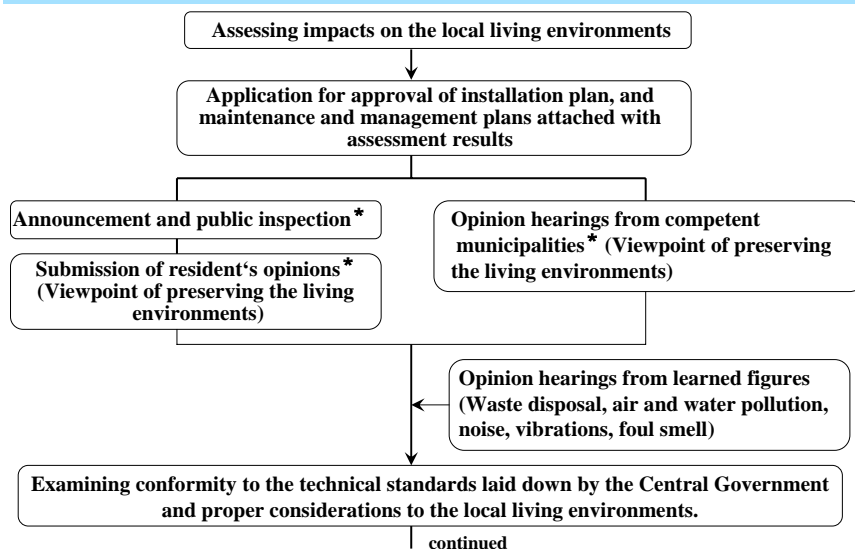 Assessing impacts on the local living environments
Application for approval of installation plan, and
maintenance and management plans attached with
assessment results
Announcement and public inspection*
Submission of resident‘s opinions*
(Viewpoint of preserving the living
environments)
Opinion hearings from competent
municipalities* (Viewpoint of preserving
the living environments)
Opinion hearings from learned figures
(Waste disposal, air and water pollution,
noise, vibrations, foul smell)
Examining conformity to the technical standards laid down by the Central Government
and proper considerations to the local living environments.
continued